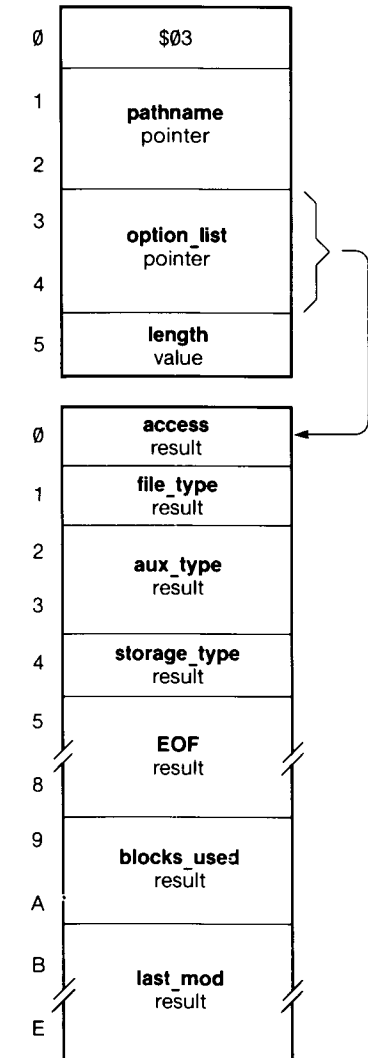 Ø $Ø3
1
pathname
pointer
2
3
option_list
pointer
4
5 length
value
Ø access
result
1 file_type
result
2
aux_type
result
3
4 storage_type
result
5
EOF
result
8
9
blocks_used
result
A
B
last_mod
result
E